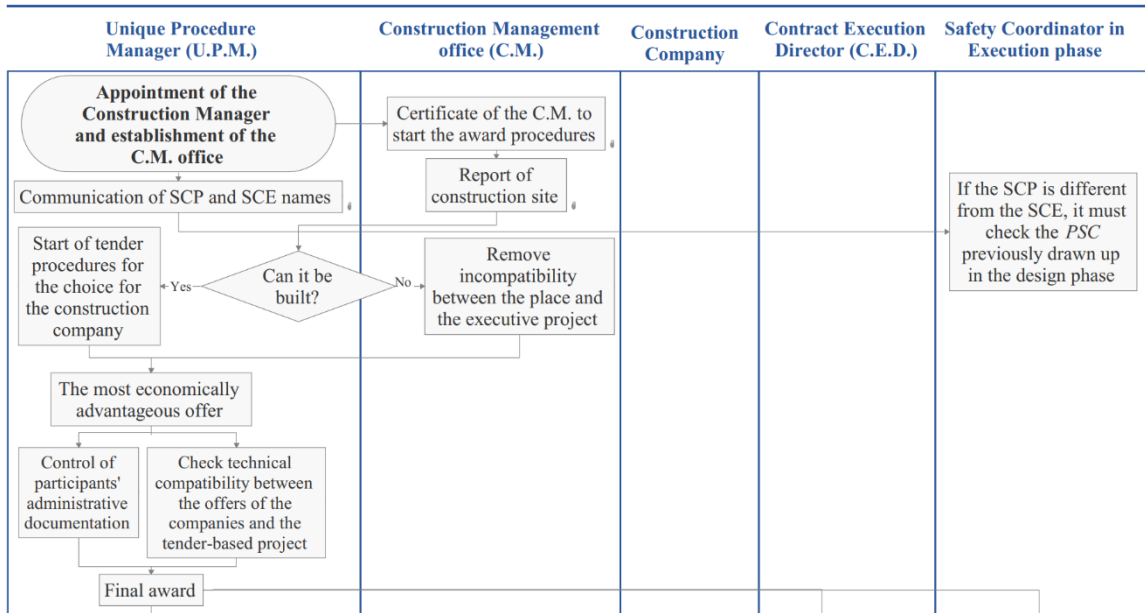 Unique Procedure
Manager (U.P.M.)
Construction Management
office (C.M.)
Construction
Company
Contract Execution
Director (C.E.D.)
Safety Coordinator in
Execution phase
Appointment of the
Construction Manager
and establishment of the
C.M. office
Certificate of the C.M. to
start the award procedures
Communication of SCP and SCE names
Report of
construction site
If the SCP is different
from the SCE, it must
check the PSC
previously drawn up
in the design phase
Start of tender
procedures for
the choice for
the construction
company
Yes
Can it be
built?
No
Remove
incompatibility
between the place and
the executive project
The most economically
advantageous offer
Control of
participants'
administrative
documentation
Check technical
compatibility between
the offers of the
companies and the
tender-based project
Final award